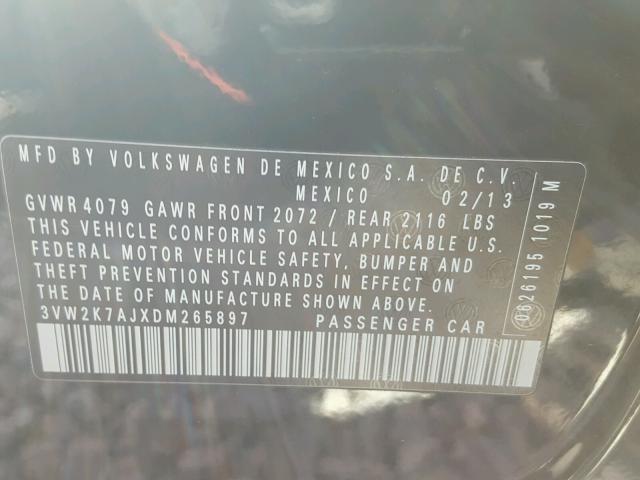 MFD BY VOLKSWAGEN DE MEXICO S.A. DE C.V.
MEXICO 02/13
GVWR 4079 GAWR FRONT 2072 / REAR 2116 LBS
THIS VEHICLE CONFORMS TO ALL APPLICABLE U.S.
FEDERAL MOTOR VEHICLE SAFETY, BUMPER AND
THEFT PREVENTION STANDARDS IN EFFECT ON
THE DATE OF MANUFACTURE SHOWN ABOVE.
3VW2K7AJXDM265897 PASSENGER CAR
0626195 1019 M